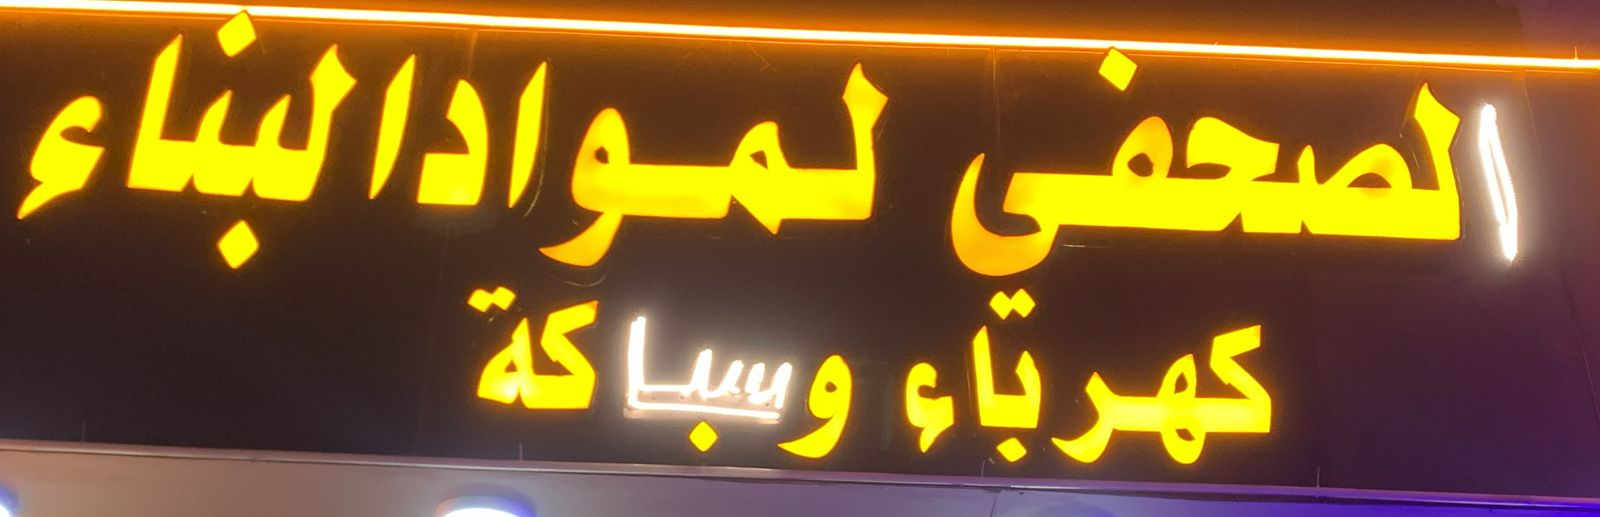 الصحفى لمواد البناء
كهرباء وسباكة